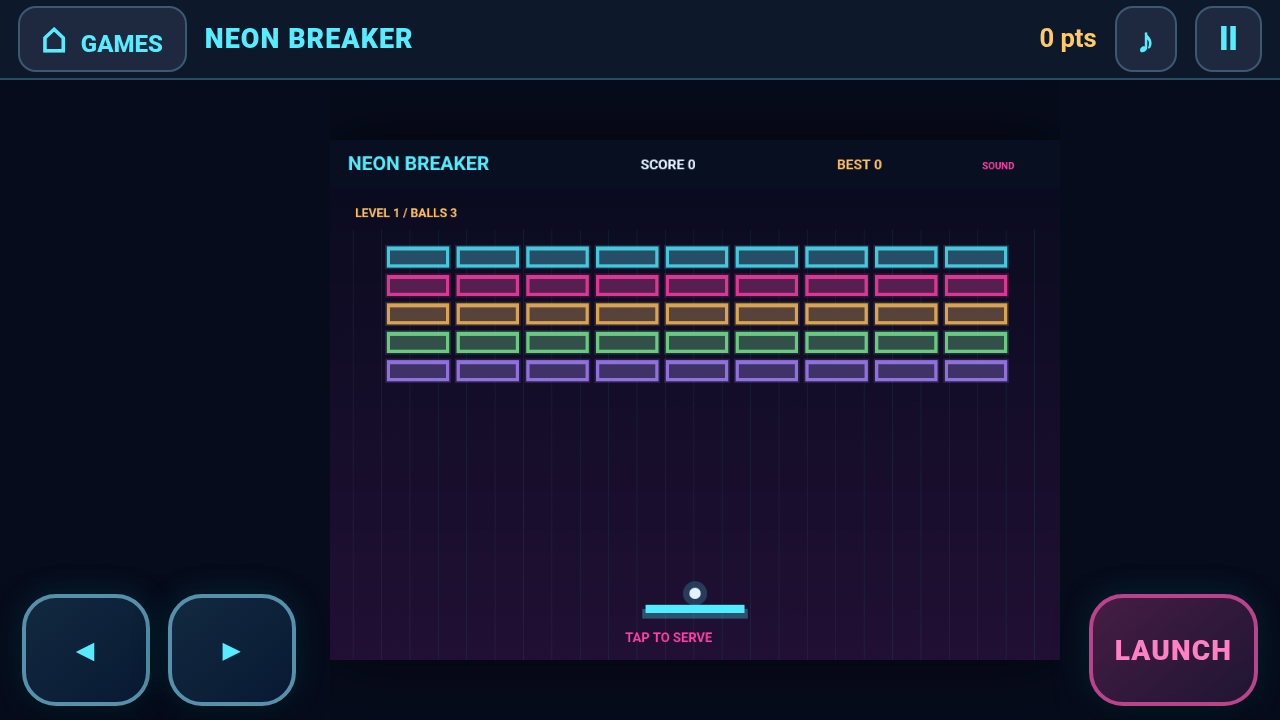 GAMES
NEON BREAKER
0 pts
NEON BREAKER
SCORE 0
BEST 0
SOUND
LEVEL 1 / BALLS 3
TAP TO SERVE
LAUNCH